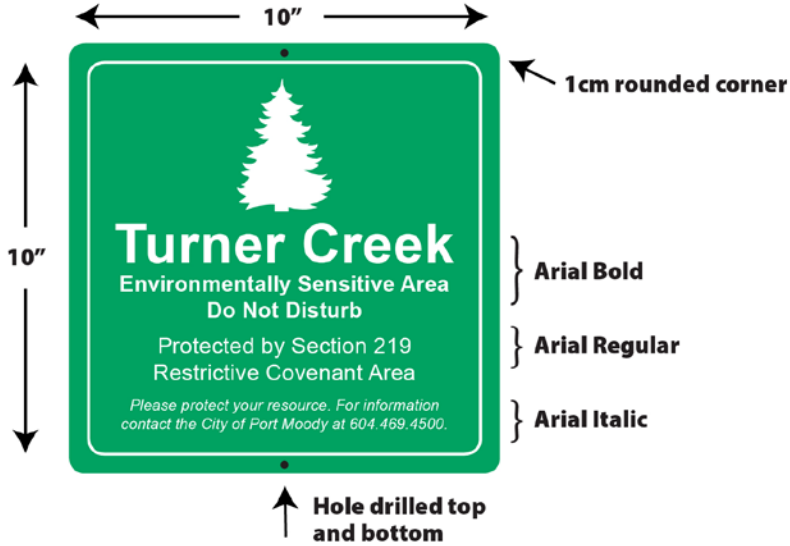 10”
1cm rounded corner
10”
Turner Creek
Environmentally Sensitive Area
Do Not Disturb
Arial Bold
Protected by Section 219
Restrictive Covenant Area
Arial Regular
Please protect your resource. For information
contact the City of Port Moody at 604.469.4500.
Arial Italic
Hole drilled top
and bottom